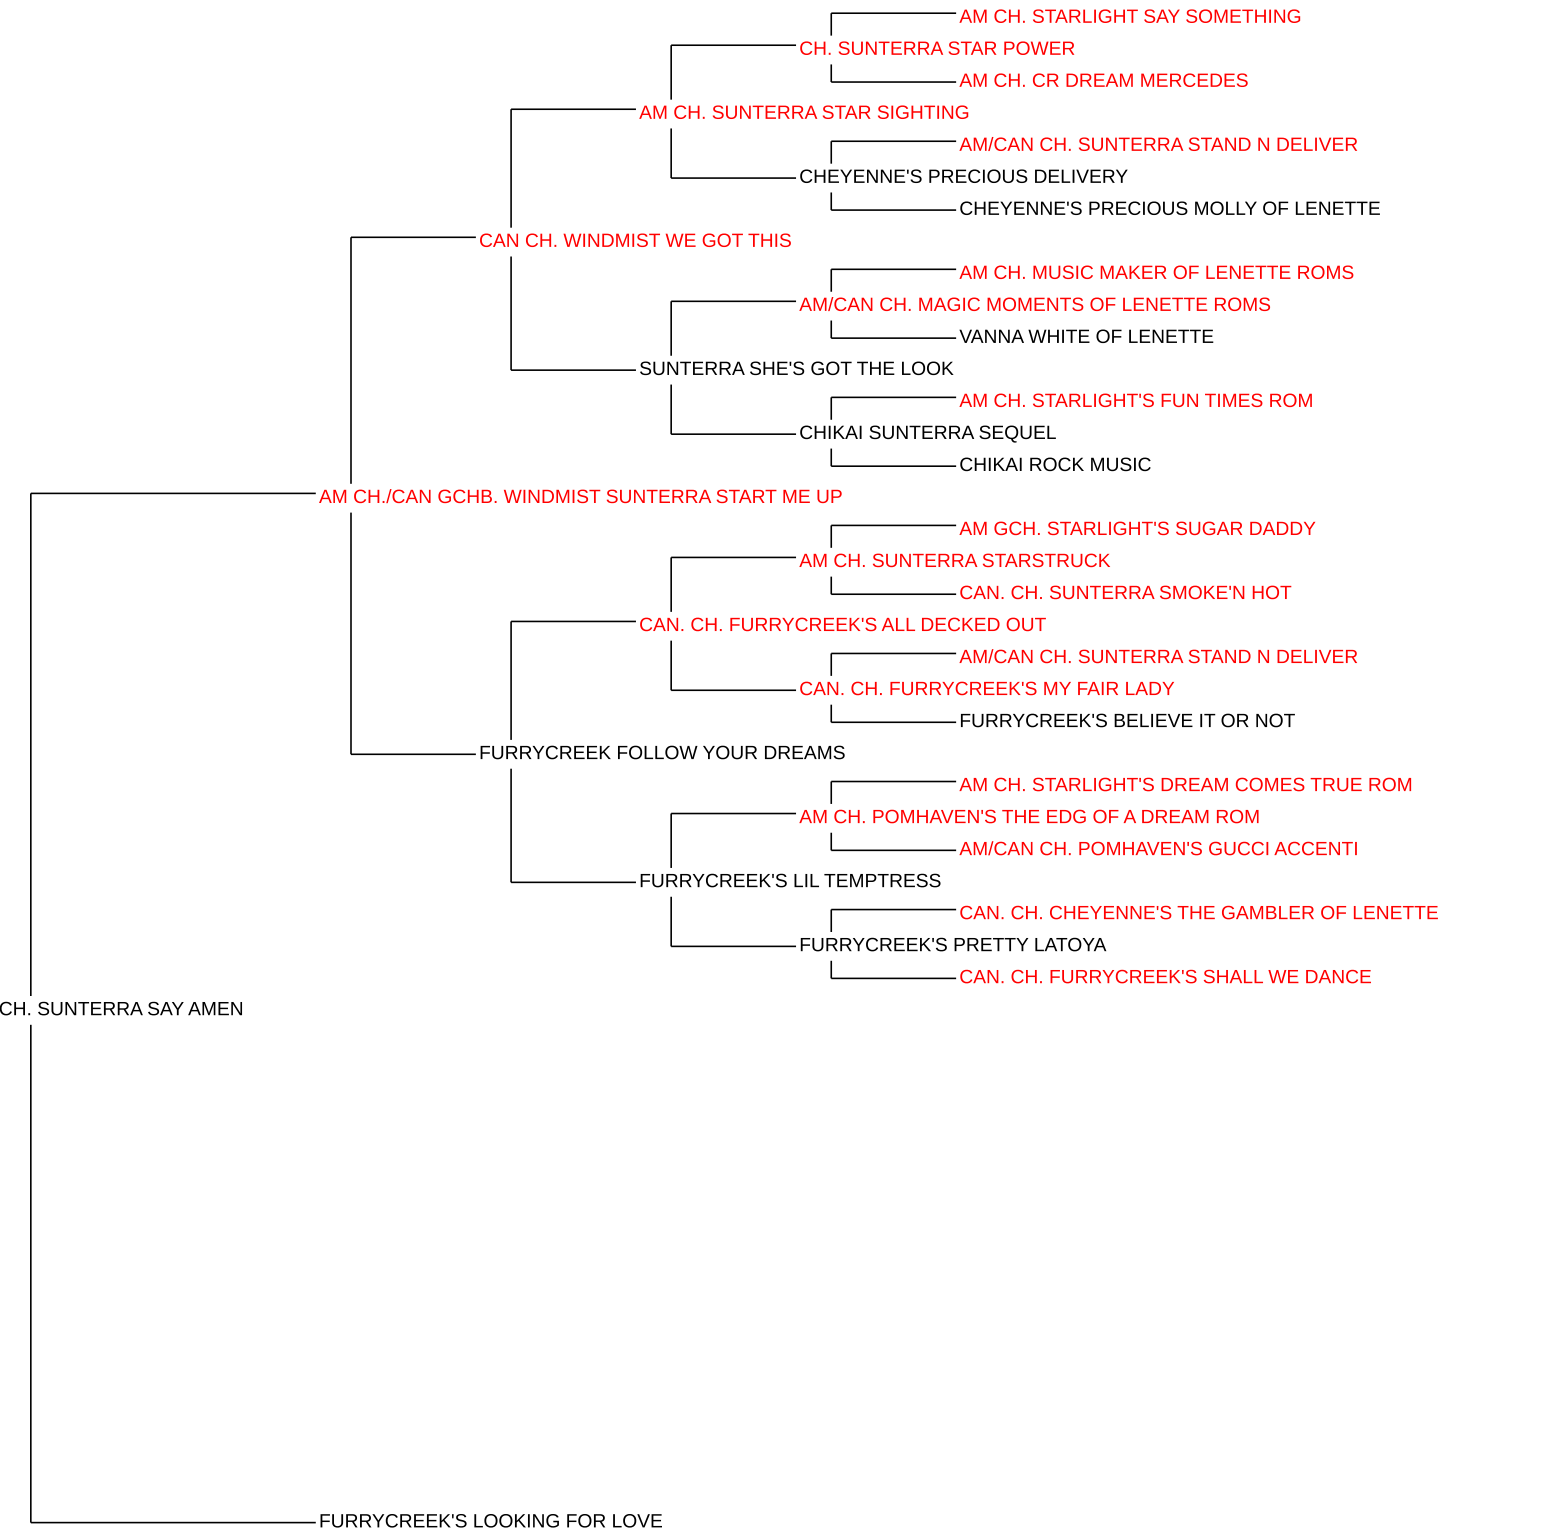 AM CH. STARLIGHT SAY SOMETHING
CH. SUNTERRA STAR POWER
AM CH. CR DREAM MERCEDES
AM CH. SUNTERRA STAR SIGHTING
AM/CAN CH. SUNTERRA STAND N DELIVER
CHEYENNE'S PRECIOUS DELIVERY
CHEYENNE'S PRECIOUS MOLLY OF LENETTE
CAN CH. WINDMIST WE GOT THIS
AM CH. MUSIC MAKER OF LENETTE ROMS
AM/CAN CH. MAGIC MOMENTS OF LENETTE ROMS
VANNA WHITE OF LENETTE
SUNTERRA SHE'S GOT THE LOOK
AM CH. STARLIGHT'S FUN TIMES ROM
CHIKAI SUNTERRA SEQUEL
CHIKAI ROCK MUSIC
AM CH./CAN GCHB. WINDMIST SUNTERRA START ME UP
AM GCH. STARLIGHT'S SUGAR DADDY
AM CH. SUNTERRA STARSTRUCK
CAN. CH. SUNTERRA SMOKE'N HOT
CAN. CH. FURRYCREEK'S ALL DECKED OUT
AM/CAN CH. SUNTERRA STAND N DELIVER
CAN. CH. FURRYCREEK'S MY FAIR LADY
FURRYCREEK'S BELIEVE IT OR NOT
FURRYCREEK FOLLOW YOUR DREAMS
AM CH. STARLIGHT'S DREAM COMES TRUE ROM
AM CH. POMHAVEN'S THE EDG OF A DREAM ROM
AM/CAN CH. POMHAVEN'S GUCCI ACCENTI
FURRYCREEK'S LIL TEMPTRESS
CAN. CH. CHEYENNE'S THE GAMBLER OF LENETTE
FURRYCREEK'S PRETTY LATOYA
CAN. CH. FURRYCREEK'S SHALL WE DANCE
CH. SUNTERRA SAY AMEN
FURRYCREEK'S LOOKING FOR LOVE